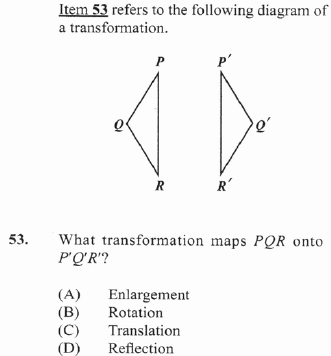 Item 53 refers to the following diagram of
a transformation.
P P′
Q Q′
R R′
53. What transformation maps PQR onto
P′Q′R′?
(A) Enlargement
(B) Rotation
(C) Translation
(D) Reflection